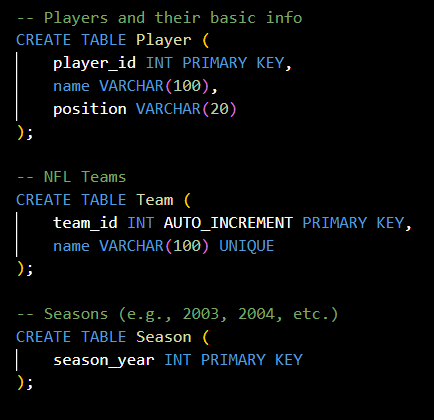 -- Players and their basic info
CREATE TABLE Player (
    player_id INT PRIMARY KEY,
    name VARCHAR(100),
    position VARCHAR(20)
);

-- NFL Teams
CREATE TABLE Team (
    team_id INT AUTO_INCREMENT PRIMARY KEY,
    name VARCHAR(100) UNIQUE
);

-- Seasons (e.g., 2003, 2004, etc.)
CREATE TABLE Season (
    season_year INT PRIMARY KEY
);